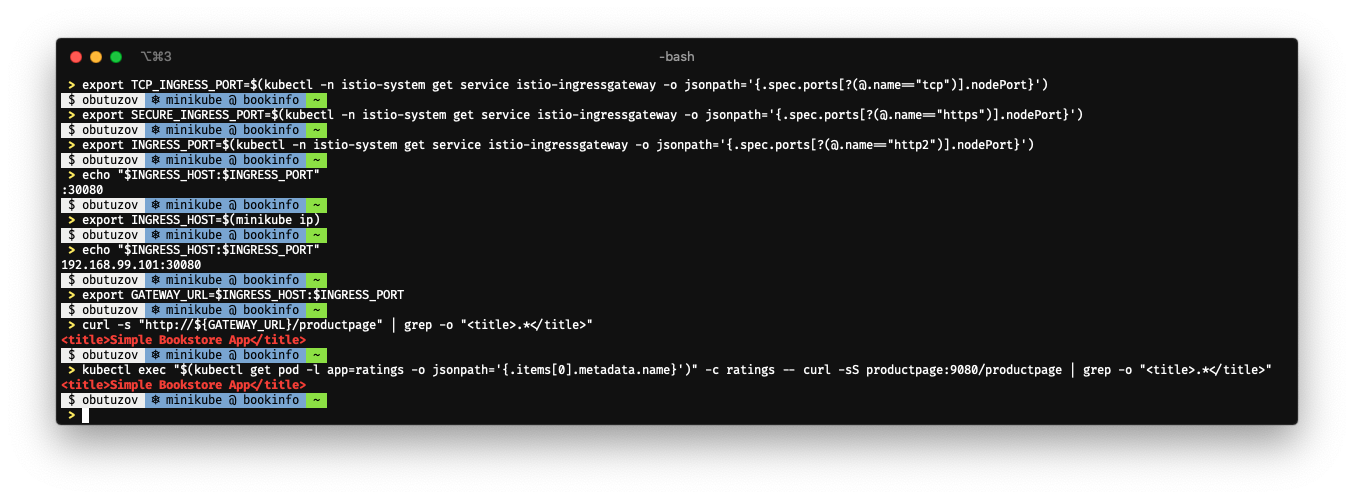 ⌥⌘3
-bash
> export TCP_INGRESS_PORT=$(kubectl -n istio-system get service istio-ingressgateway -o jsonpath='{.spec.ports[?(@.name=="tcp")].nodePort}')
$ obutuzov ⎈ minikube @ bookinfo ~
> export SECURE_INGRESS_PORT=$(kubectl -n istio-system get service istio-ingressgateway -o jsonpath='{.spec.ports[?(@.name=="https")].nodePort}')
$ obutuzov ⎈ minikube @ bookinfo ~
> export INGRESS_PORT=$(kubectl -n istio-system get service istio-ingressgateway -o jsonpath='{.spec.ports[?(@.name=="http2")].nodePort}')
$ obutuzov ⎈ minikube @ bookinfo ~
> echo "$INGRESS_HOST:$INGRESS_PORT"
:30080
$ obutuzov ⎈ minikube @ bookinfo ~
> export INGRESS_HOST=$(minikube ip)
$ obutuzov ⎈ minikube @ bookinfo ~
> echo "$INGRESS_HOST:$INGRESS_PORT"
192.168.99.101:30080
$ obutuzov ⎈ minikube @ bookinfo ~
> export GATEWAY_URL=$INGRESS_HOST:$INGRESS_PORT
$ obutuzov ⎈ minikube @ bookinfo ~
> curl -s "http://${GATEWAY_URL}/productpage" | grep -o "<title>.*</title>"
<title>Simple Bookstore App</title>
$ obutuzov ⎈ minikube @ bookinfo ~
> kubectl exec "$(kubectl get pod -l app=ratings -o jsonpath='{.items[0].metadata.name}')" -c ratings -- curl -sS productpage:9080/productpage | grep -o "<title>.*</title>"
<title>Simple Bookstore App</title>
$ obutuzov ⎈ minikube @ bookinfo ~
>